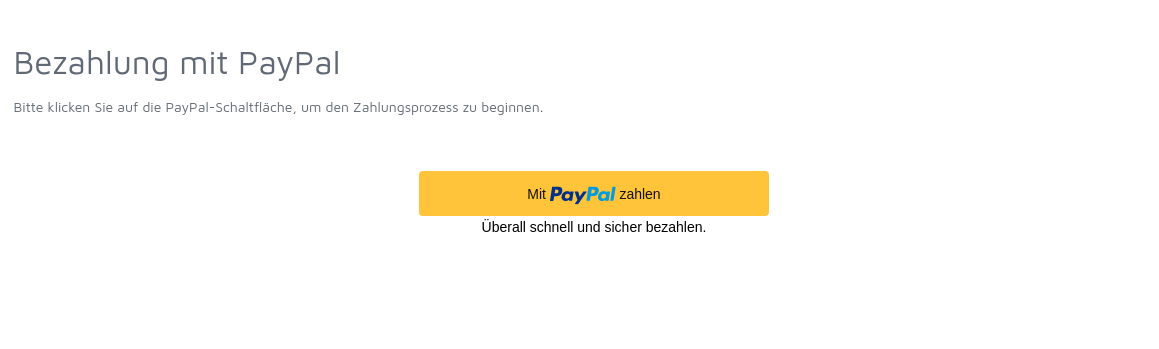 Bezahlung mit PayPal
Bitte klicken Sie auf die PayPal-Schaltfläche, um den Zahlungsprozess zu beginnen.
Mit PayPal zahlen
Überall schnell und sicher bezahlen.